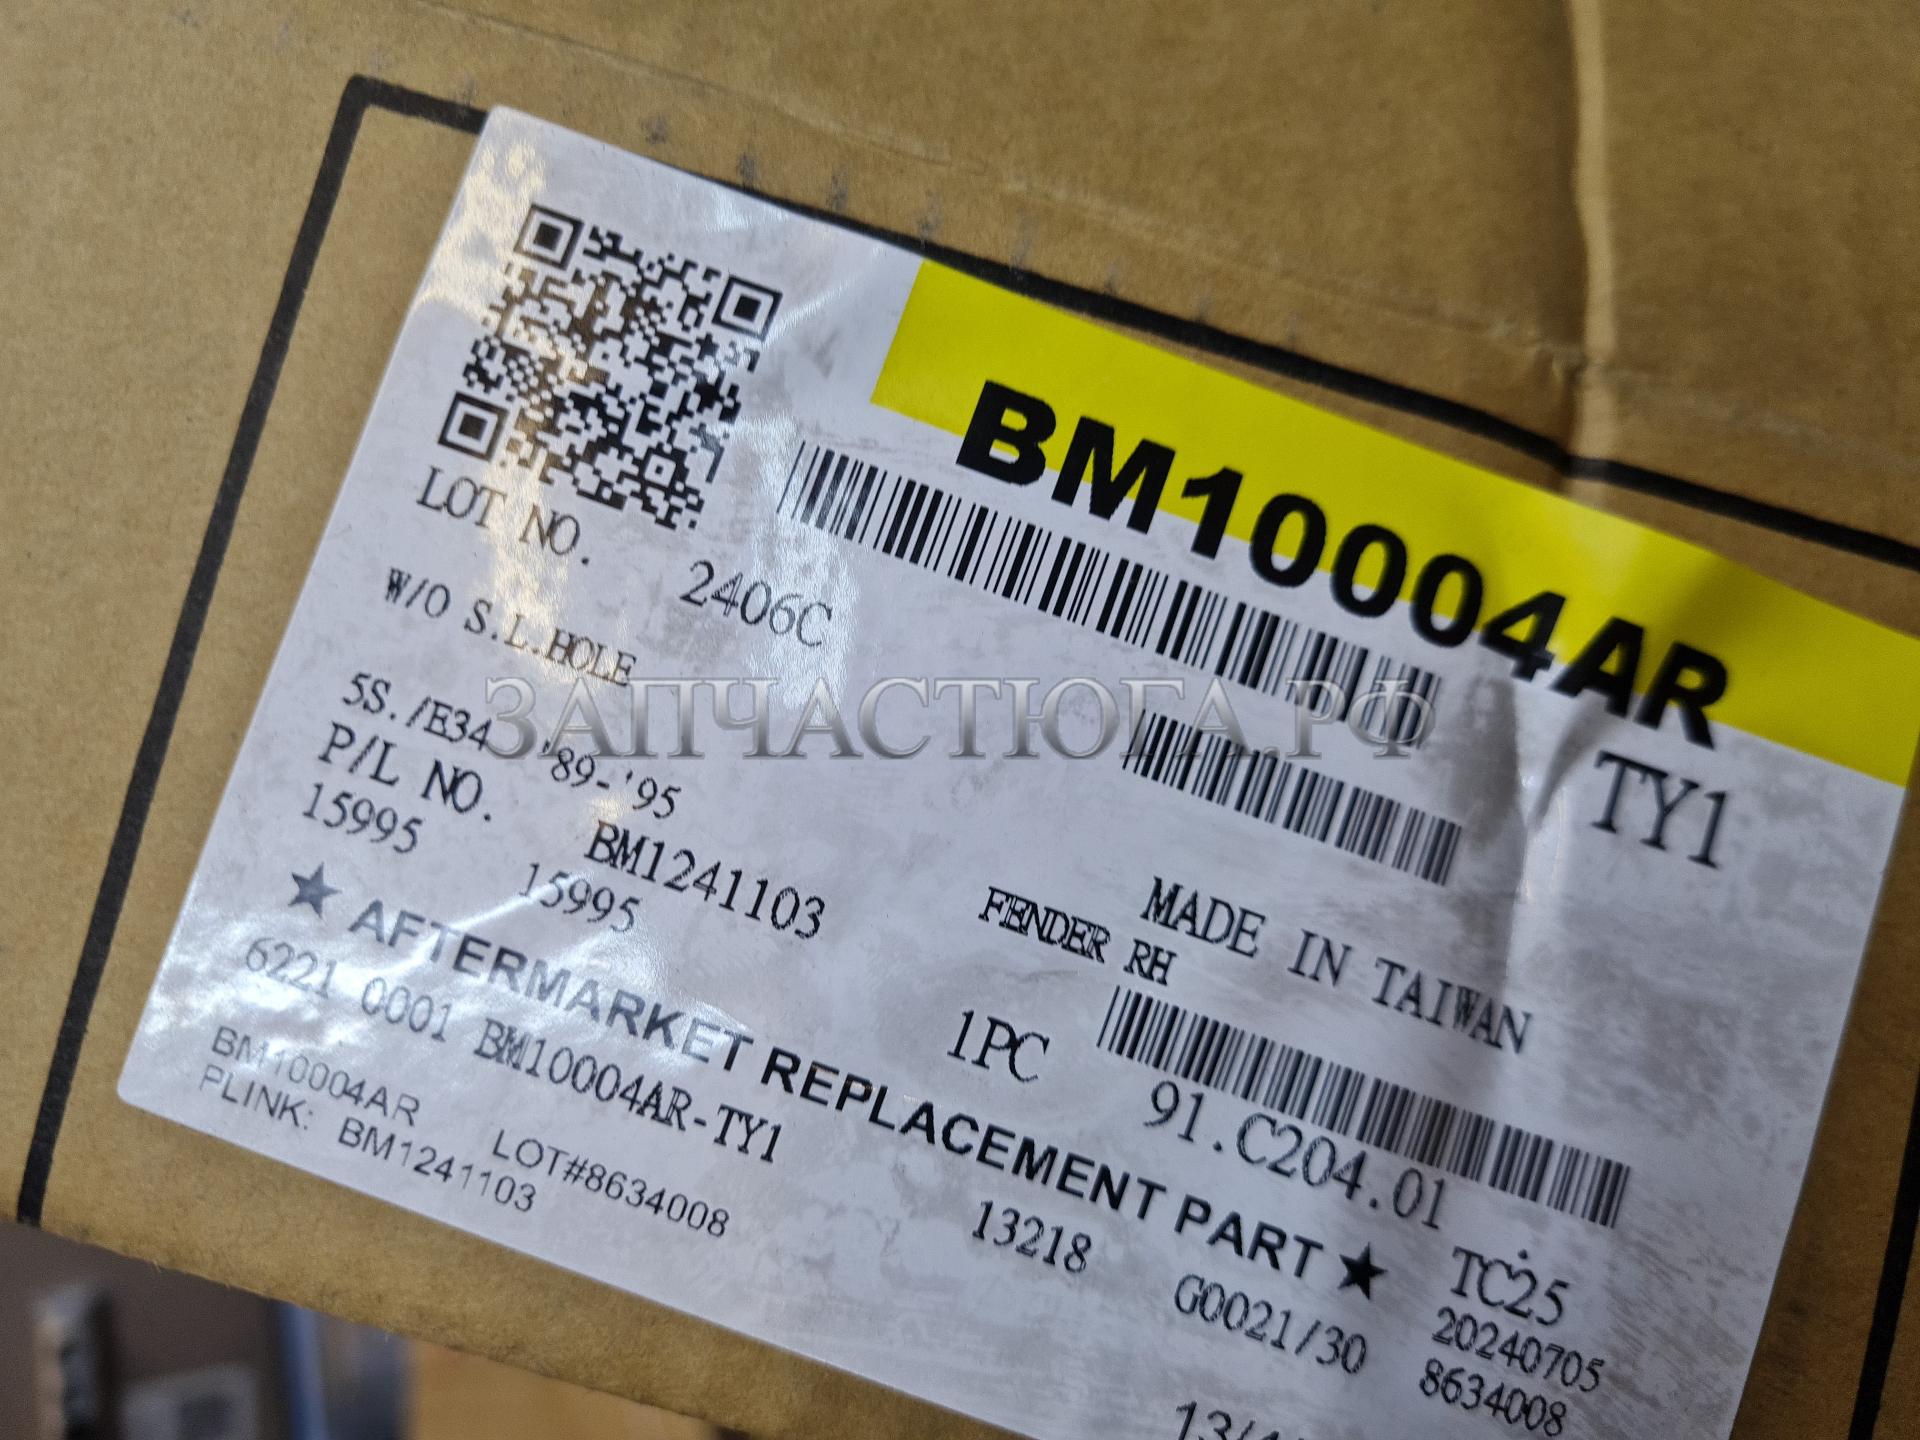 BM10004AR
TY1
LOT NO. 2406C
W/O S.L.HOLE
5S./E34 '89-'95
P/L NO. BM1241103
15995 15995
MADE IN TAIWAN
FENDER RH
1PC 91.C204.01
★ AFTERMARKET REPLACEMENT PART ★ TC25
6221 0001 BM10004AR-TY1 13218 G0021/30 20240705
BM10004AR LOT#8634008 8634008
PLINK: BM1241103
ЗАПЧАСТЮГА.РФ